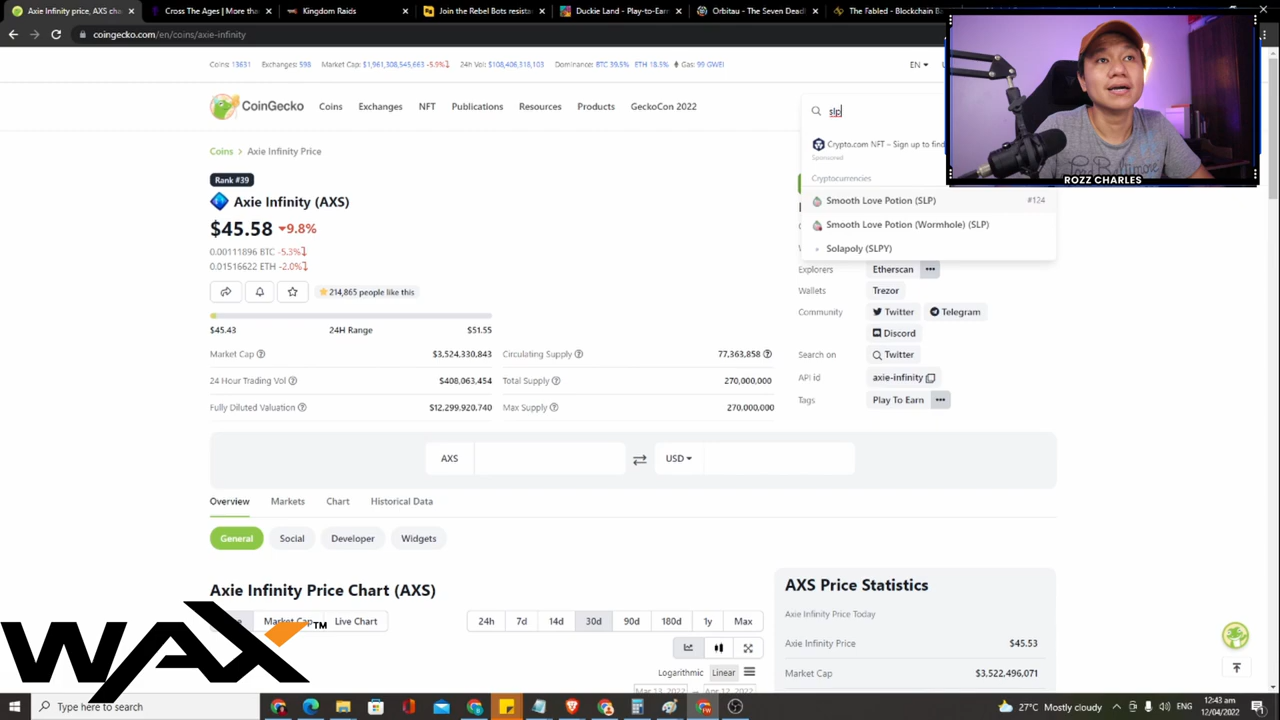 Axie Infinity (AXS) price, AXS cha
Cross The Ages | More tha
Kingdom Raids
Join the Rebel Bots resistan
Duckie Land - Play-to-Earn
Orbitau - The Seven Deadl
The Fabled - Blockchain B
coingecko.com/en/coins/axie-infinity
Coins: 13631 Exchanges: 598 Market Cap: $1,961,308,545,663 -5.9% 24h Vol: $108,406,318,103 Dominance: BTC 39.5% ETH 18.5% Gas: 99 GWEI
EN
CoinGecko
Coins Exchanges NFT Publications Resources Products GeckoCon 2022
slp
Crypto.com NFT – Sign up to find
Sponsored
Cryptocurrencies
Smooth Love Potion (SLP) #124
Smooth Love Potion (Wormhole) (SLP)
Solapoly (SLPY)
ROZZ CHARLES
Coins Axie Infinity Price
Rank #39
Axie Infinity (AXS)
$45.58 9.8%
0.00111896 BTC -5.3%
0.01516622 ETH -2.0%
214,865 people like this
$45.43 24H Range $51.55
Market Cap $3,524,330,843
24 Hour Trading Vol $408,063,454
Fully Diluted Valuation $12,299,920,740
Circulating Supply 77,363,858
Total Supply 270,000,000
Max Supply 270,000,000
Explorers Etherscan
Wallets Trezor
Community Twitter Telegram
Discord
Search on Twitter
API id axie-infinity
Tags Play To Earn
AXS USD
Overview Markets Chart Historical Data
General Social Developer Widgets
Axie Infinity Price Chart (AXS)
Market Cap Live Chart
24h 7d 14d 30d 90d 180d 1y Max
Logarithmic Linear
Mar 13, 2022 Apr 12, 2022
AXS Price Statistics
Axie Infinity Price Today
Axie Infinity Price $45.53
Market Cap $3,522,496,071
WAX™
Type here to search
27°C Mostly cloudy
ENG
12:43 am
12/04/2022